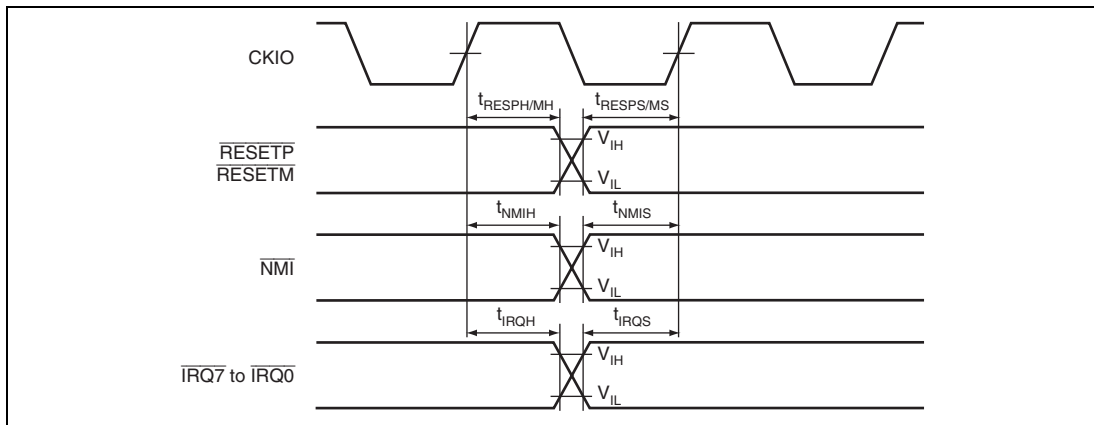 CKIO
tRESPH/MH tRESPS/MS
RESETP
RESETM
VIH
VIL
tNMIH tNMIS
NMI
VIH
VIL
tIRQH tIRQS
IRQ7 to IRQ0
VIH
VIL